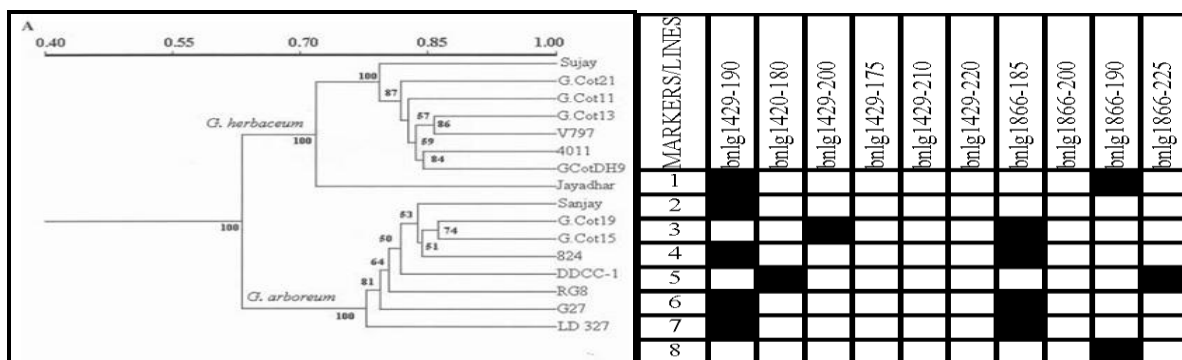 A
0.40 0.55 0.70 0.85 1.00
Sujay
100
G.Cot21
87
G.Cot11
57
G.Cot13
86
G. herbaceum
V797
100
59
4011
84
GCotDH9
Jayadhar
Sanjay
53
G.Cot19
74
100
50
G.Cot15
51
824
64
DDCC-1
81
RG8
G. arboreum
G27
100
LD 327
MARKERS/LINES
bnlg1429-190
bnlg1420-180
bnlg1429-200
bnlg1429-175
bnlg1429-210
bnlg1429-220
bnlg1866-185
bnlg1866-200
bnlg1866-190
bnlg1866-225
1
2
3
4
5
6
7
8